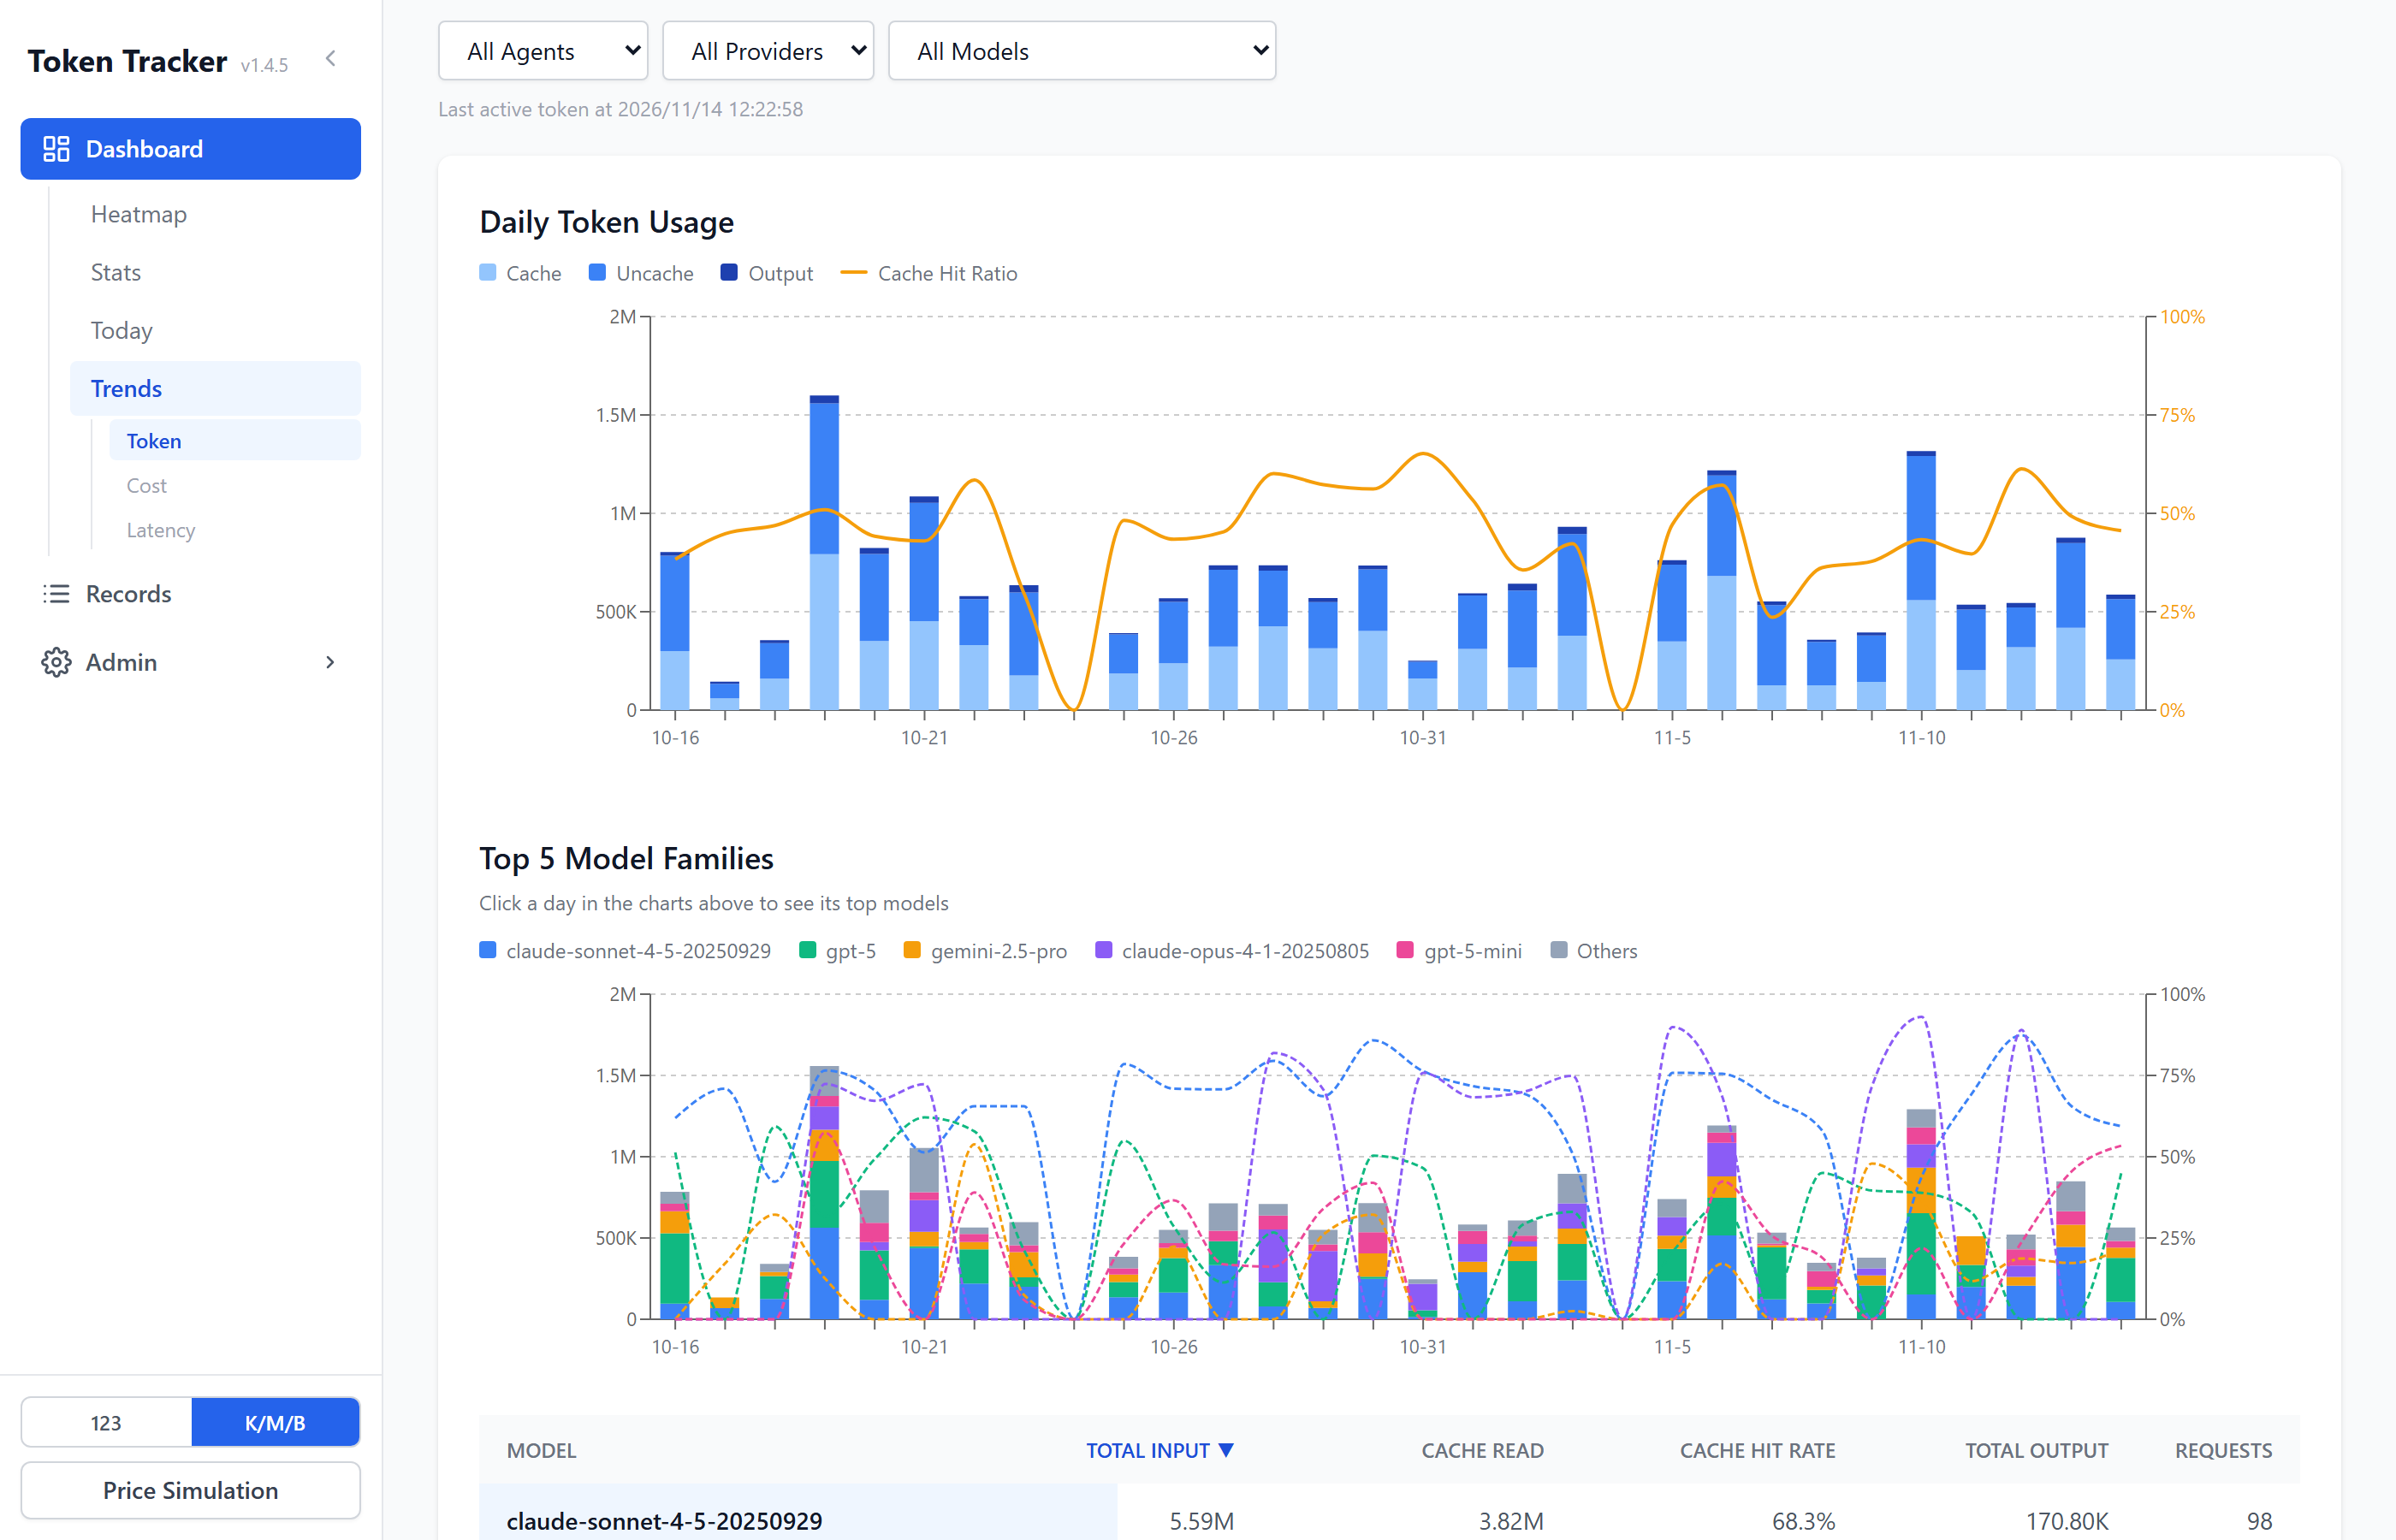 Token Tracker v1.4.5
Dashboard
Heatmap
Stats
Today
Trends
Token
Cost
Latency
Records
Admin
123
K/M/B
Price Simulation
All Agents
All Providers
All Models
Last active token at 2026/11/14 12:22:58
Daily Token Usage
Cache Uncache Output Cache Hit Ratio
2M 100%
1.5M 75%
1M 50%
500K 25%
0 0%
10-16 10-21 10-26 10-31 11-5 11-10
Top 5 Model Families
Click a day in the charts above to see its top models
claude-sonnet-4-5-20250929 gpt-5 gemini-2.5-pro claude-opus-4-1-20250805 gpt-5-mini Others
2M 100%
1.5M 75%
1M 50%
500K 25%
0 0%
10-16 10-21 10-26 10-31 11-5 11-10
MODEL TOTAL INPUT ▼ CACHE READ CACHE HIT RATE TOTAL OUTPUT REQUESTS
claude-sonnet-4-5-20250929 5.59M 3.82M 68.3% 170.80K 98